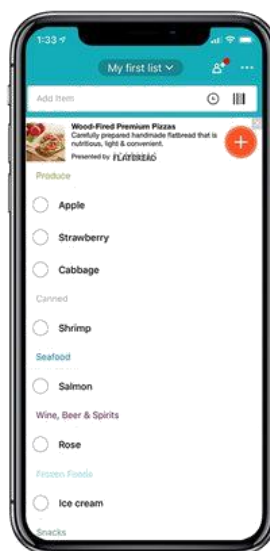 1:33
My first list
Add Item
Wood-Fired Premium Pizzas
Carefully prepared handmade flatbread that is
nutritious, light & convenient.
Presented by FLATBREAD
Produce
Apple
Strawberry
Cabbage
Canned
Shrimp
Seafood
Salmon
Wine, Beer & Spirits
Rose
Frozen Foods
Ice cream
Snacks